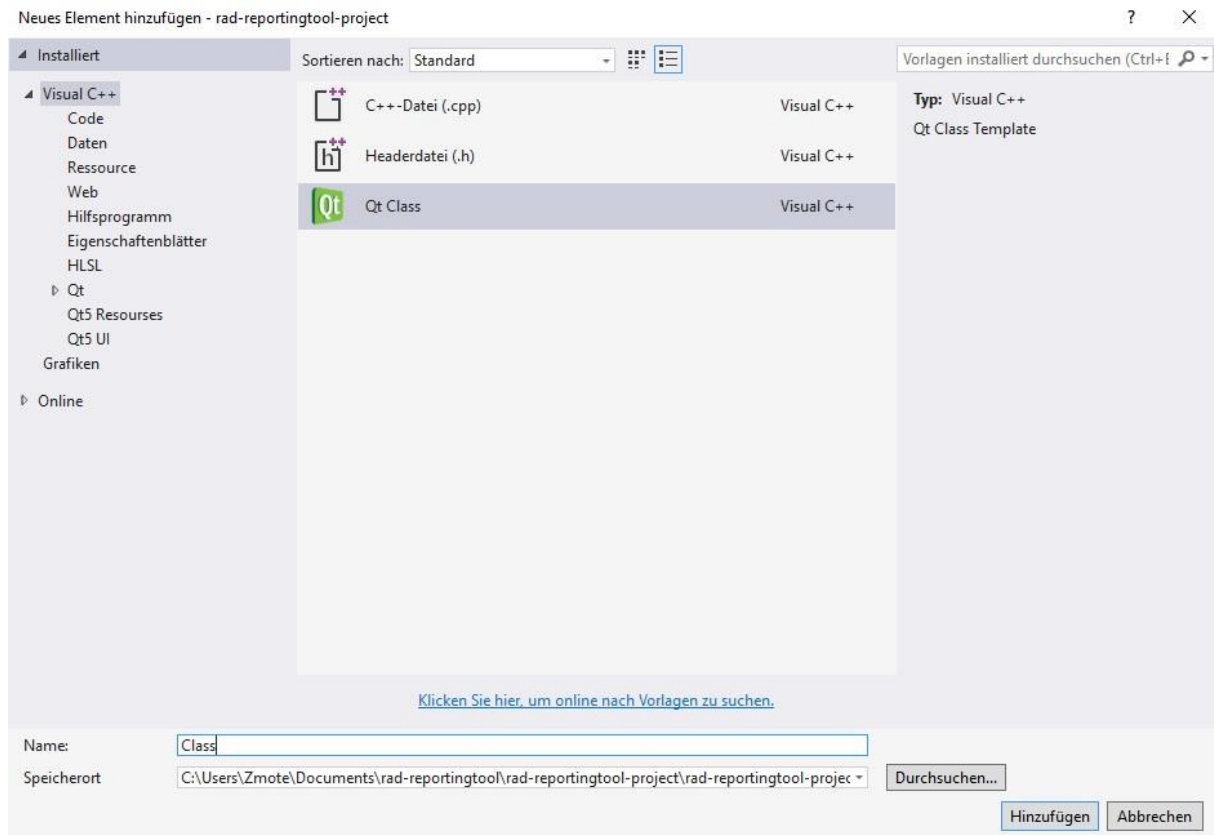 Neues Element hinzufügen - rad-reportingtool-project
? ×
Installiert
Visual C++
Code
Daten
Ressource
Web
Hilfsprogramm
Eigenschaftenblätter
HLSL
Qt
Qt5 Resourses
Qt5 UI
Grafiken
Online
Sortieren nach: Standard
C++-Datei (.cpp) Visual C++
Headerdatei (.h) Visual C++
Qt Class Visual C++
Klicken Sie hier, um online nach Vorlagen zu suchen.
Vorlagen installiert durchsuchen (Ctrl+E
Typ: Visual C++
Qt Class Template
Name: Class
Speicherort C:\Users\Zmote\Documents\rad-reportingtool\rad-reportingtool-project\rad-reportingtool-projec Durchsuchen...
Hinzufügen Abbrechen